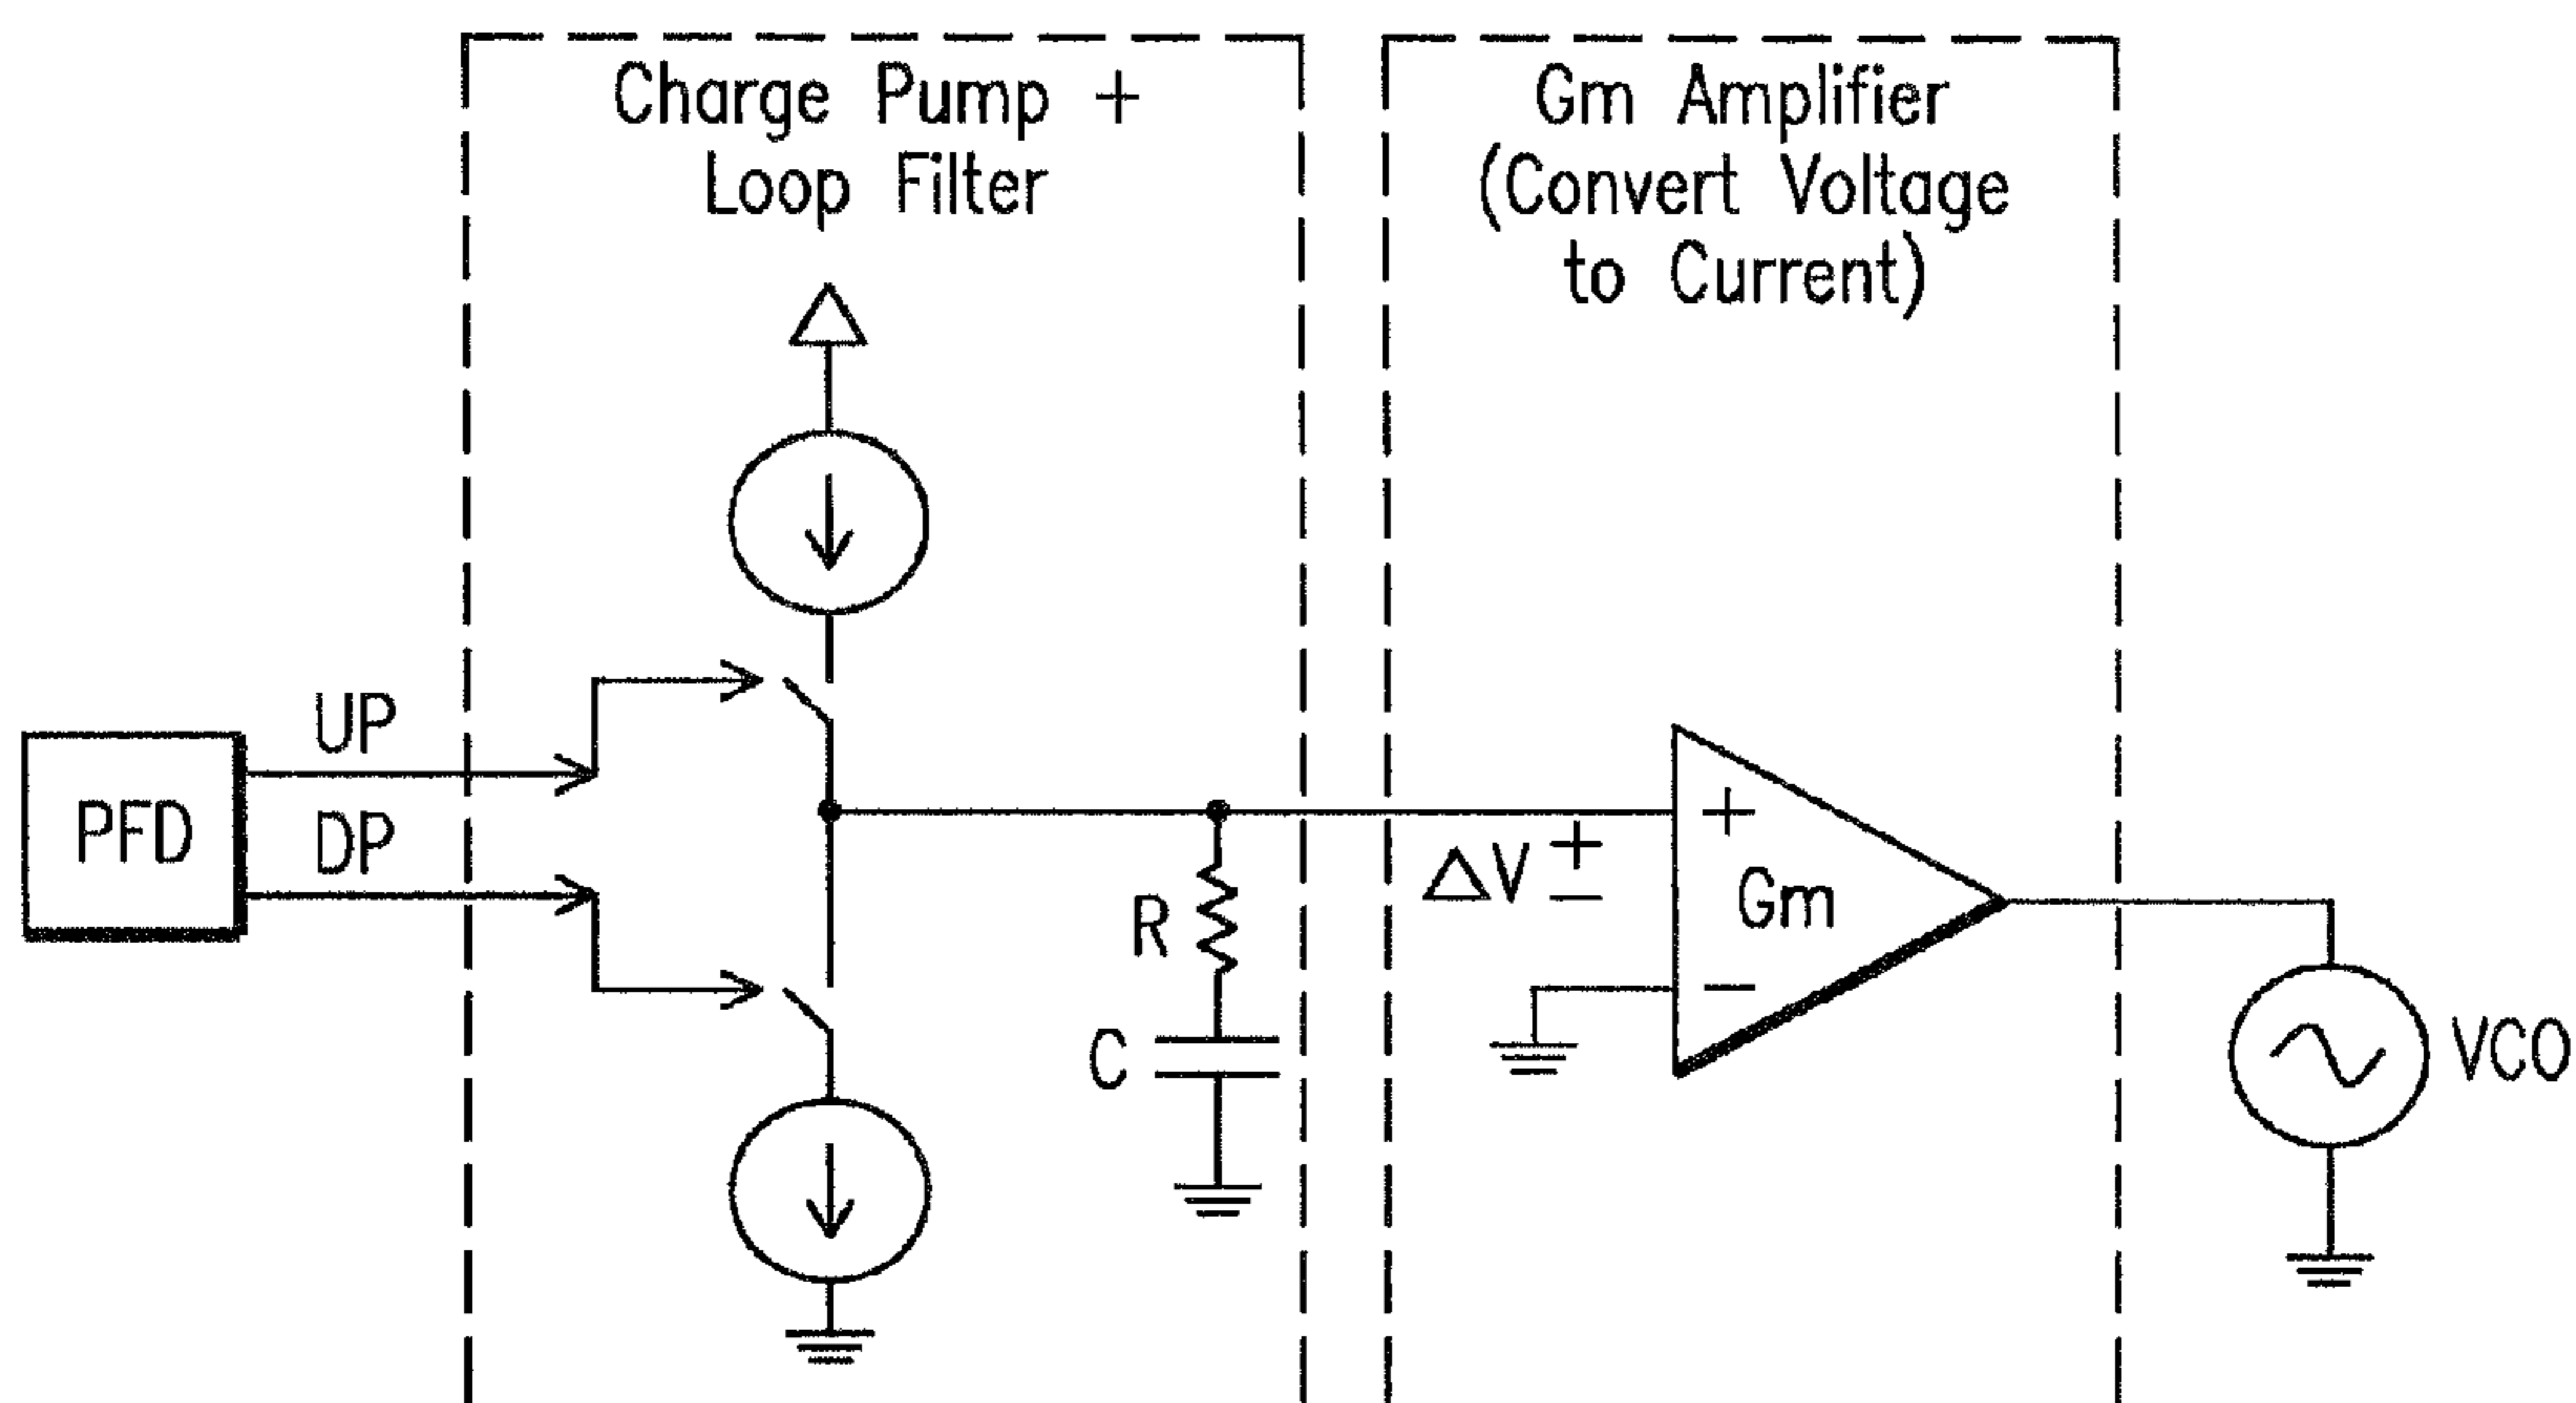 Charge Pump +
Loop Filter
Gm Amplifier
(Convert Voltage
to Current)
UP
PFD
DP
ΔV + −
+
Gm
−
R
C
VCO